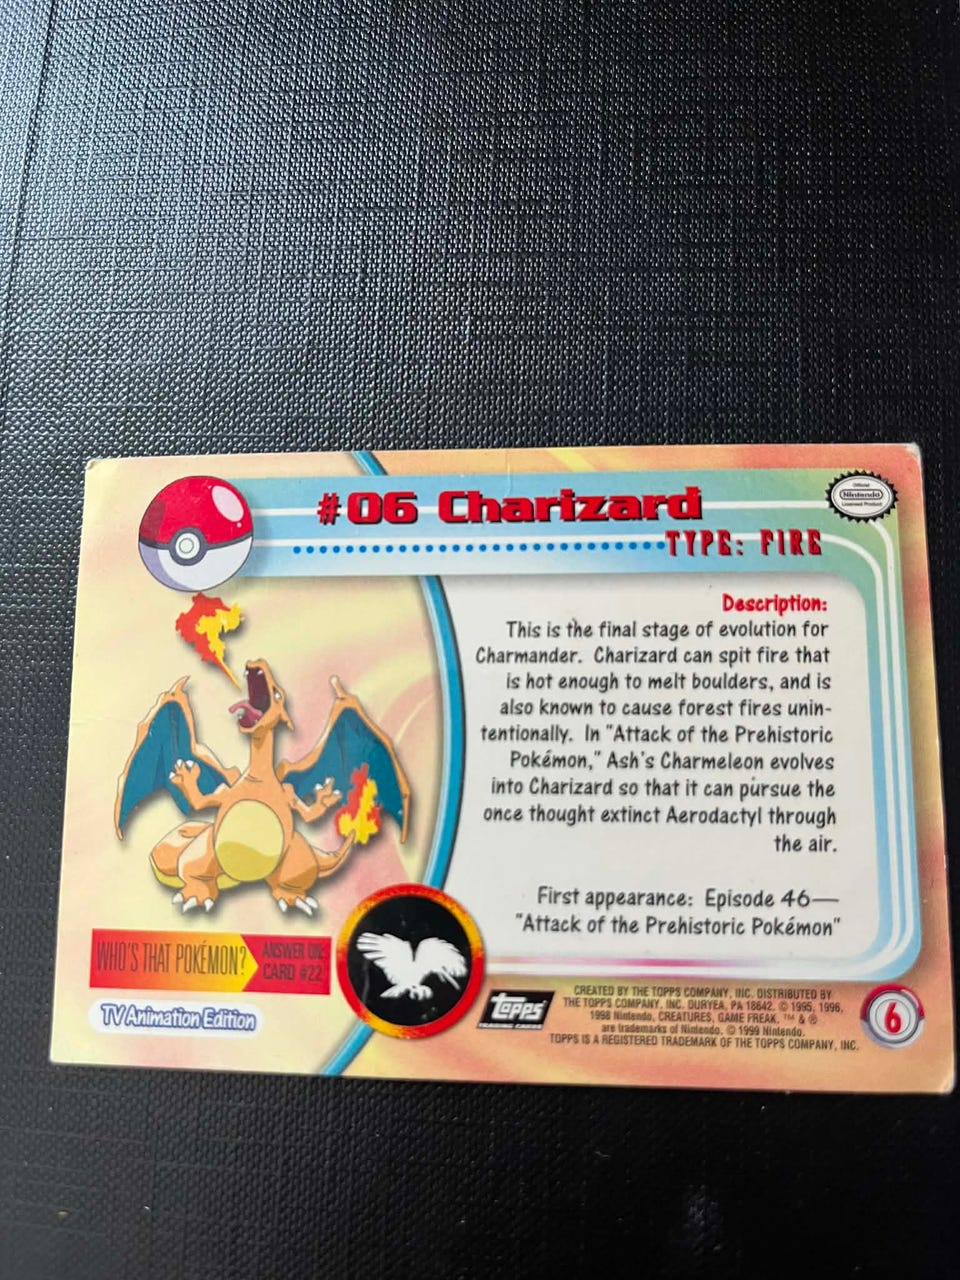 #06 Charizard
TYPE: FIRE
Official
Nintendo
Licensed Product
Description:
This is the final stage of evolution for
Charmander. Charizard can spit fire that
is hot enough to melt boulders, and is
also known to cause forest fires unin-
tentionally. In "Attack of the Prehistoric
Pokémon," Ash's Charmeleon evolves
into Charizard so that it can pursue the
once thought extinct Aerodactyl through
the air.
First appearance: Episode 46—
"Attack of the Prehistoric Pokémon"
WHO'S THAT POKÉMON?
ANSWER ON
CARD #22
TV Animation Edition
topps
TRADING CARDS
CREATED BY THE TOPPS COMPANY, INC. DISTRIBUTED BY
THE TOPPS COMPANY, INC. DURYEA, PA 18642. © 1995, 1996,
1998 Nintendo, CREATURES, GAME FREAK. ™ & ®
are trademarks of Nintendo. © 1999 Nintendo.
TOPPS IS A REGISTERED TRADEMARK OF THE TOPPS COMPANY, INC.
6